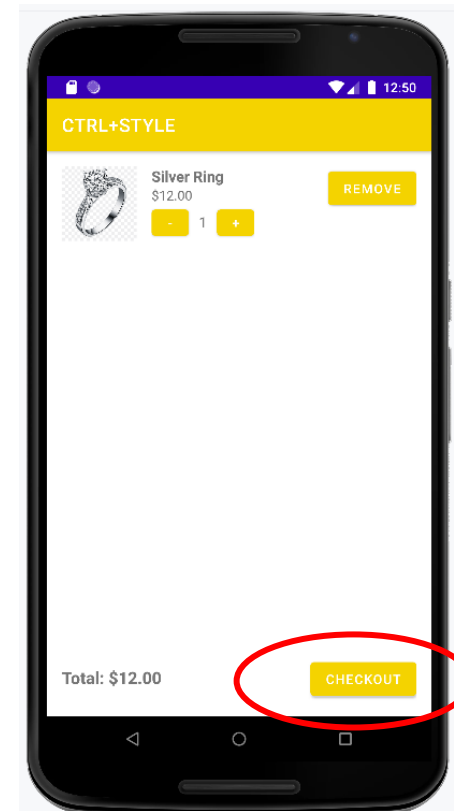 12:50
CTRL+STYLE
Silver Ring
$12.00
REMOVE
- 1 +
Total: $12.00
CHECKOUT